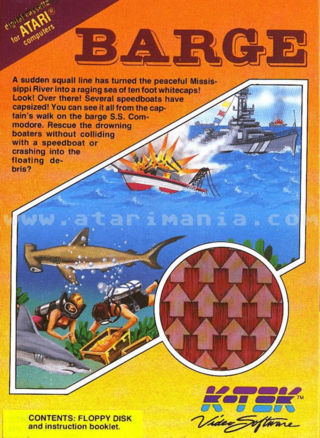 digital cassette
ATARI®
for
computers
BARGE
A sudden squall line has turned the peaceful Missis-
sippi River into a raging sea of ten foot whitecaps!
Look! Over there! Several speedboats have
capsized! You can see it all from the cap-
tain's walk on the barge S.S. Com-
modore. Rescue the drowning
boaters without colliding
with a speedboat or
crashing into the
floating de-
bris?
www.atarimania.com
K-TEK™
Video Software
CONTENTS: FLOPPY DISK
and instruction booklet.